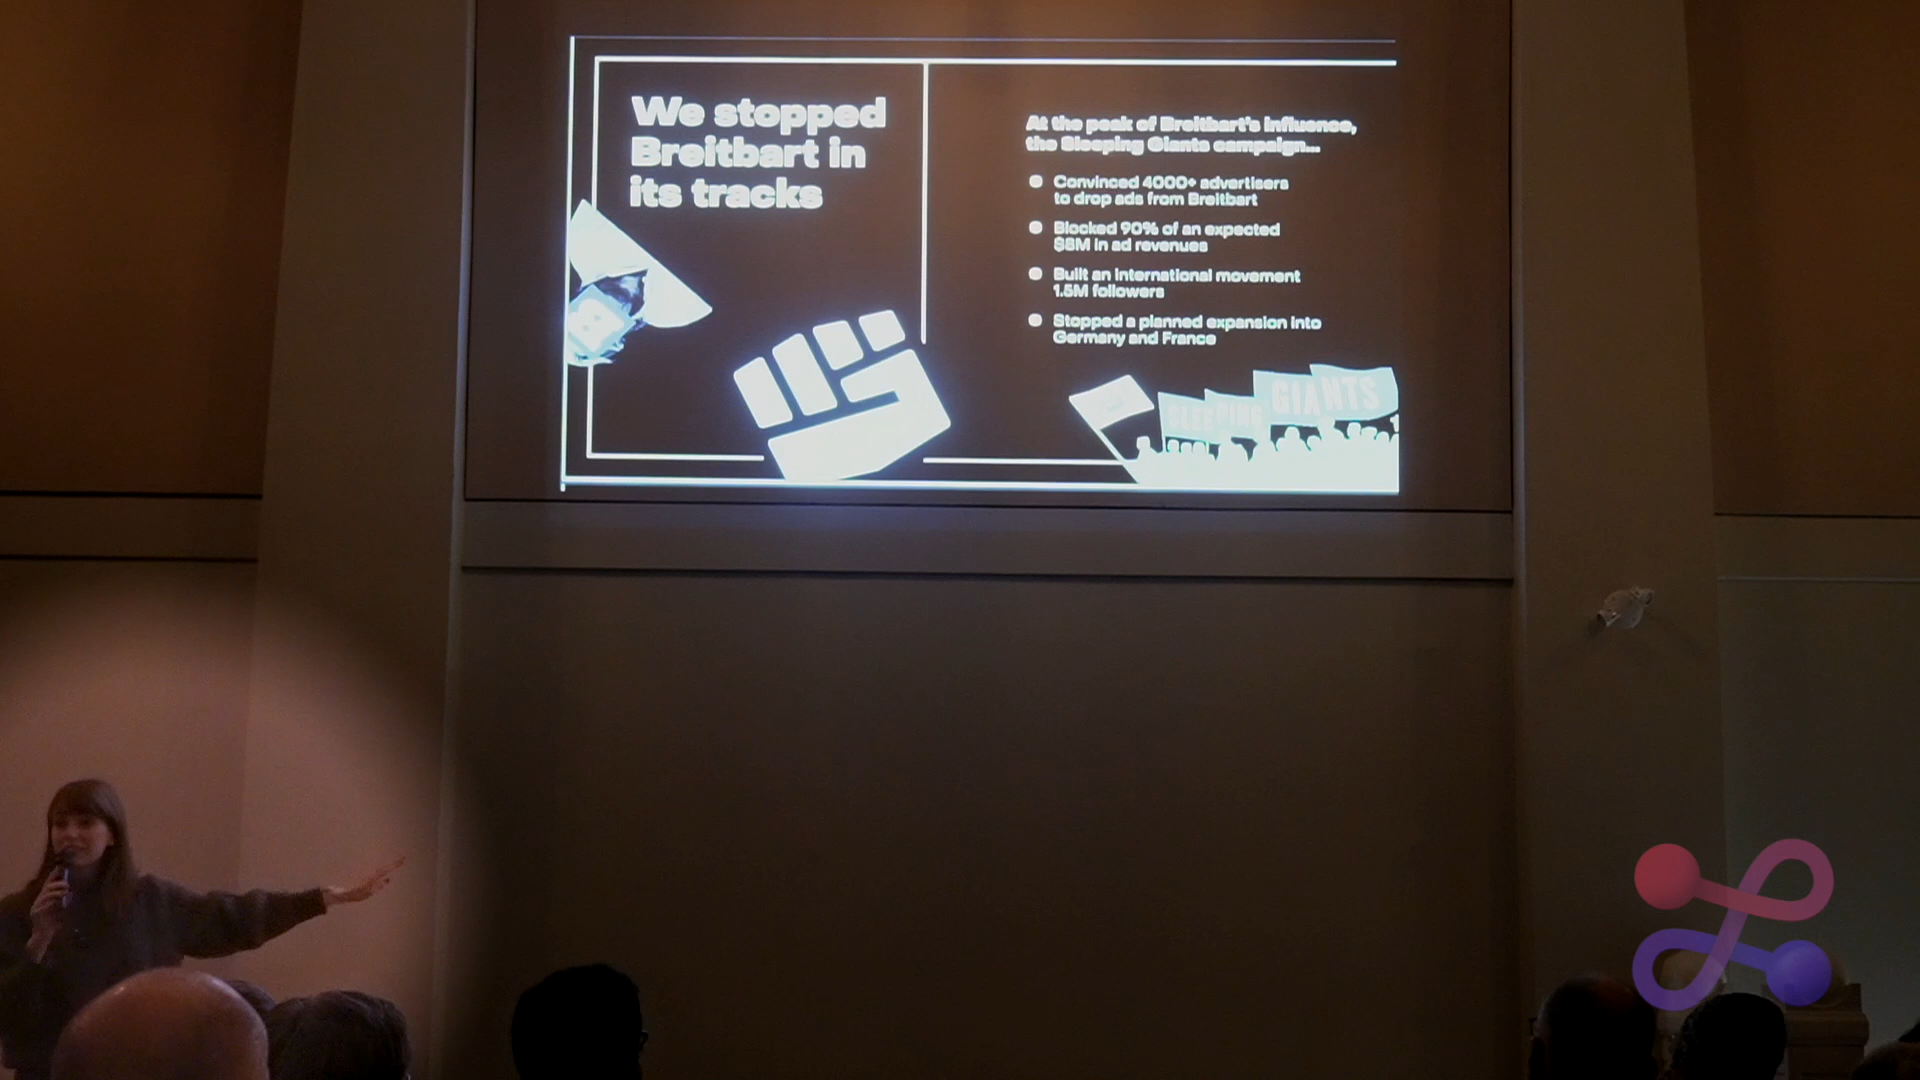 We stopped
Breitbart in
its tracks
At the peak of Breitbart's influence,
the Sleeping Giants campaign...
Convinced 4000+ advertisers
to drop ads from Breitbart
Blocked 90% of an expected
$8M in ad revenues
Built an international movement
1.5M followers
Stopped a planned expansion into
Germany and France
SLEEPING GIANTS